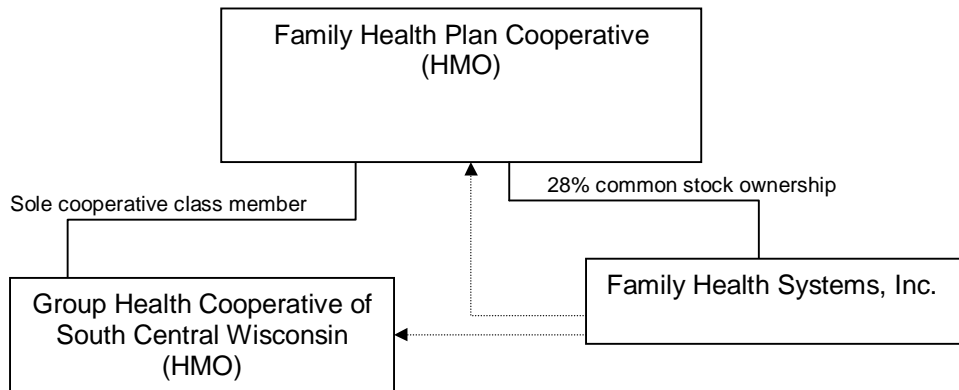 Family Health Plan Cooperative
(HMO)
28% common stock ownership
Sole cooperative class member
Family Health Systems, Inc.
Group Health Cooperative of
South Central Wisconsin
(HMO)